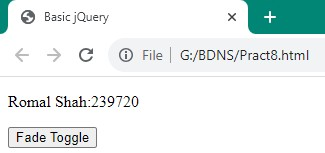 Basic jQuery
File | G:/BDNS/Pract8.html
Romal Shah:239720
Fade Toggle